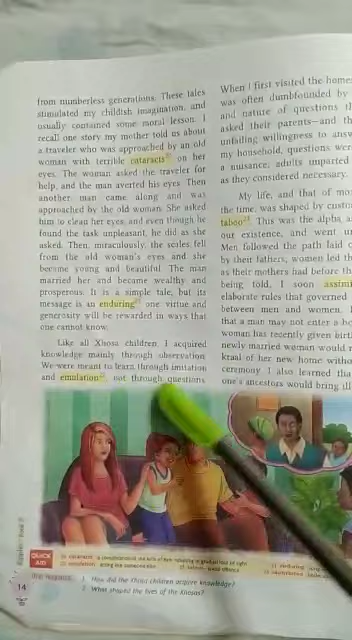 from numberless generations. These tales
stimulated my childish imagination, and
usually contained some moral lesson. I
recall one story my mother told us about
a traveler who was approached by an old
woman with terrible cataracts on her
eyes. The woman asked the traveler for
help, and the man averted his eyes. Then
another man came along and was
approached by the old woman. She asked
him to clean her eyes, and even though he
found the task unpleasant, he did as she
asked. Then, miraculously, the scales fell
from the old woman's eyes and she
became young and beautiful. The man
married her and became wealthy and
prosperous. It is a simple tale, but its
message is an enduring one: virtue and
generosity will be rewarded in ways that
one cannot know.
Like all Xhosa children, I acquired
knowledge mainly through observation.
We were meant to learn through imitation
and emulation, not through questions.
When I first visited the home
was often dumbfounded by
and nature of questions t
asked their parents—and th
unfailing willingness to answ
my household, questions wer
a nuisance; adults imparted
as they considered necessary.
My life, and that of mo
the time, was shaped by custo
taboo. This was the alpha a
our existence, and went u
Men followed the path laid
by their fathers; women led th
as their mothers had before th
being told, I soon assimi
elaborate rules that governed
between men and women. I
that a man may not enter a ho
woman has recently given birt
newly married woman would n
kraal of her new home witho
ceremony. I also learned tha
one's ancestors would bring ill
QUICK AID
1. How did the Xhosa children acquire knowledge?
2. What shaped the lives of the Xhosas?
14